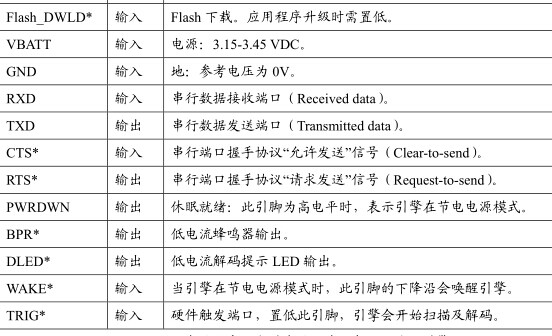 Flash_DWLD* 输入 Flash 下载。应用程序升级时需置低。
VBATT 输入 电源：3.15-3.45 VDC。
GND 输入 地：参考电压为 0V。
RXD 输入 串行数据接收端口（Received data）。
TXD 输出 串行数据发送端口（Transmitted data）。
CTS* 输入 串行端口握手协议“允许发送”信号（Clear-to-send）。
RTS* 输出 串行端口握手协议“请求发送”信号（Request-to-send）。
PWRDWN 输出 休眠就绪：此引脚为高电平时，表示引擎在节电电源模式。
BPR* 输出 低电流蜂鸣器输出。
DLED* 输出 低电流解码提示 LED 输出。
WAKE* 输入 当引擎在节电电源模式时，此引脚的下降沿会唤醒引擎。
TRIG* 输入 硬件触发端口，置低此引脚，引擎会开始扫描及解码。